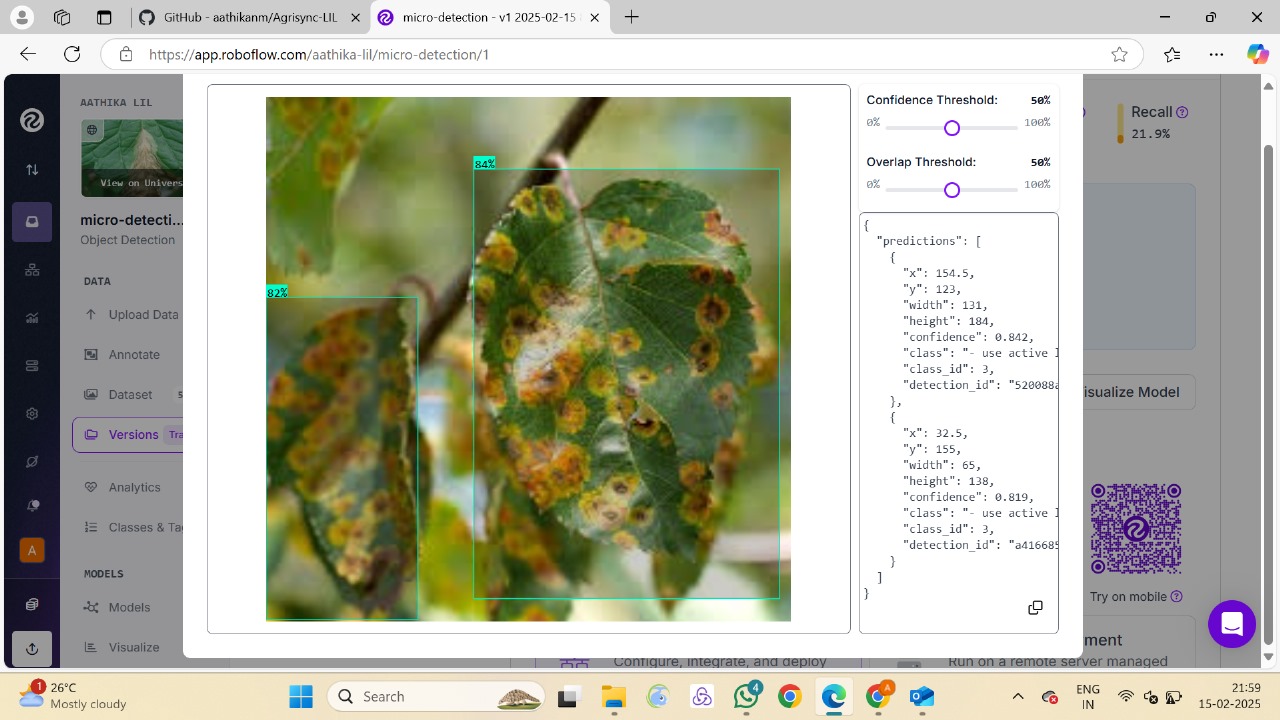 GitHub - aathikann/Agrisync-LIL
micro-detection - v1 2025-02-15
https://app.roboflow.com/aathika-lil/micro-detection/1
AATHIKA LIL
View on Univers
micro-detecti...
Object Detection
DATA
Upload Data
Annotate
Dataset
Versions
Tra
Analytics
Classes & Ta
MODELS
Models
Visualize
A
84%
82%
Confidence Threshold: 50%
0% 100%
Overlap Threshold: 50%
0% 100%
{
"predictions": [
{
"x": 154.5,
"y": 123,
"width": 131,
"height": 184,
"confidence": 0.842,
"class": "- use active
"class_id": 3,
"detection_id": "520088
},
{
"x": 32.5,
"y": 155,
"width": 65,
"height": 138,
"confidence": 0.819,
"class": "- use active
"class_id": 3,
"detection_id": "a41668
}
]
}
Recall
21.9%
isualize Model
Try on mobile
Configure, integrate, and deploy
ment
Run on a remote server managed
1
26°C
Mostly cloudy
Search
4
A
ENG
IN
21:59
15-02-2025